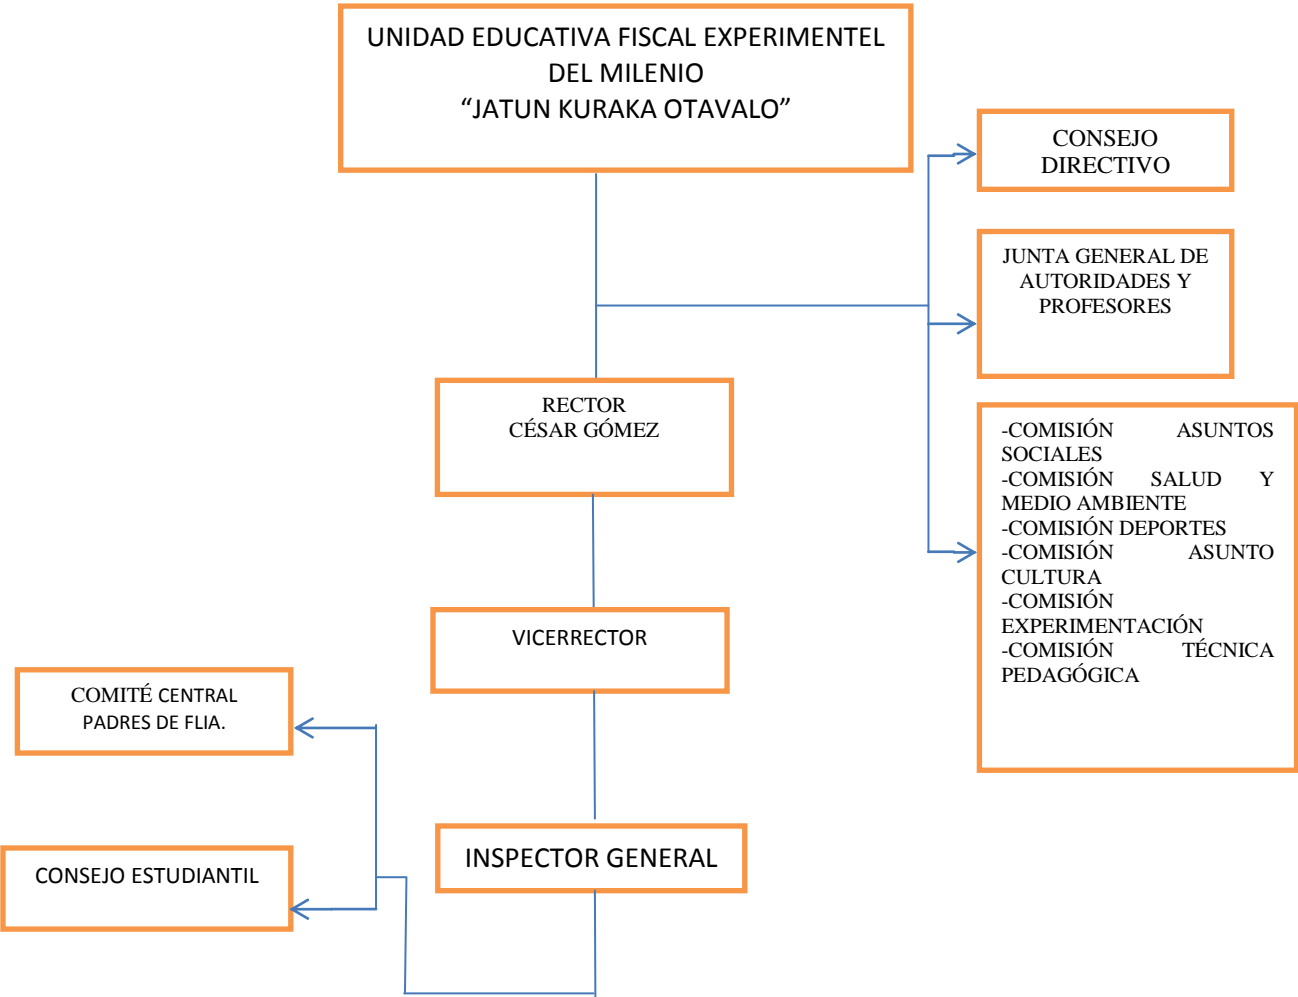 UNIDAD EDUCATIVA FISCAL EXPERIMENTEL
DEL MILENIO
“JATUN KURAKA OTAVALO”
CONSEJO
DIRECTIVO
JUNTA GENERAL DE
AUTORIDADES Y
PROFESORES
RECTOR
CÉSAR GÓMEZ
-COMISIÓN ASUNTOS
SOCIALES
-COMISIÓN SALUD Y
MEDIO AMBIENTE
-COMISIÓN DEPORTES
-COMISIÓN ASUNTO
CULTURA
-COMISIÓN
EXPERIMENTACIÓN
-COMISIÓN TÉCNICA
PEDAGÓGICA
VICERRECTOR
COMITÉ CENTRAL
PADRES DE FLIA.
INSPECTOR GENERAL
CONSEJO ESTUDIANTIL